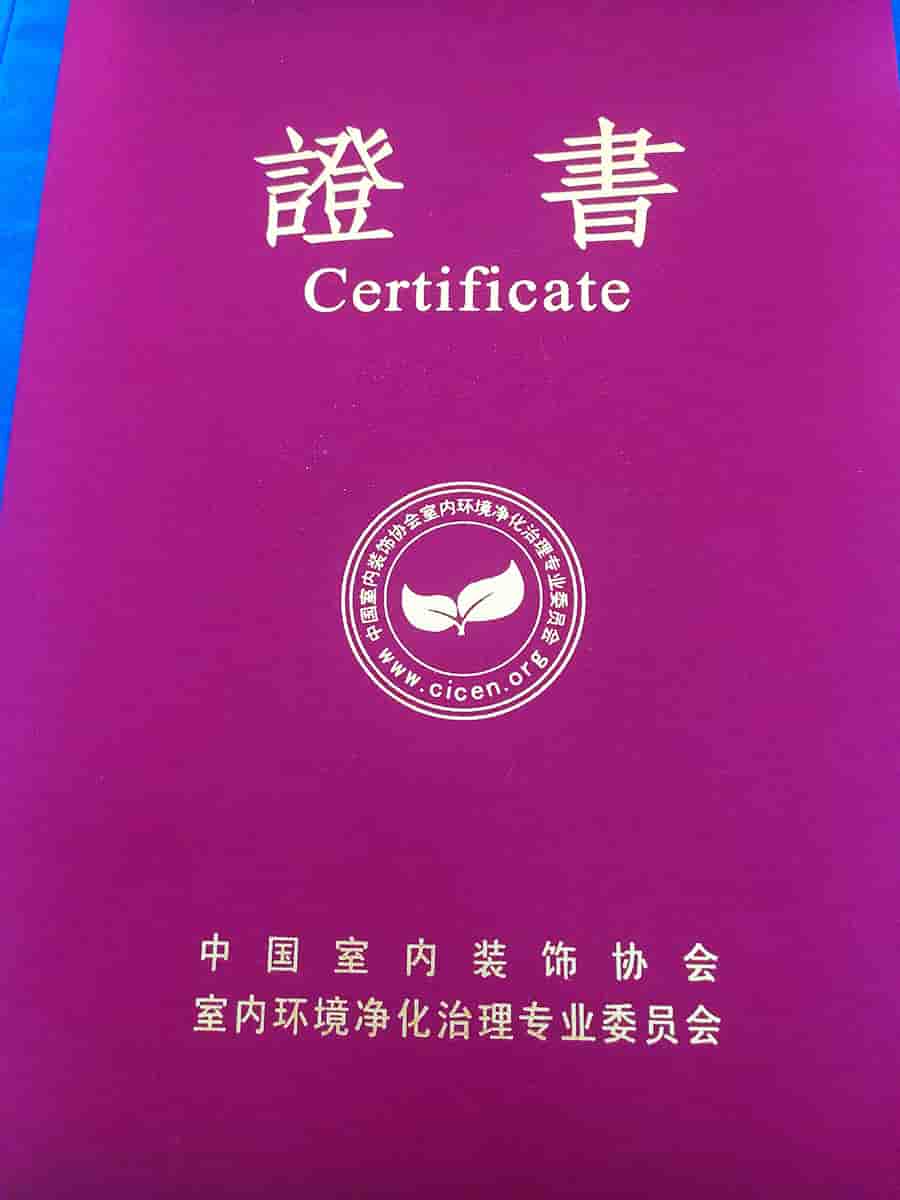 證書
Certificate
中国室内装饰协会室内环境净化治理专业委员会
www.cicen.org
中国室内装饰协会
室内环境净化治理专业委员会